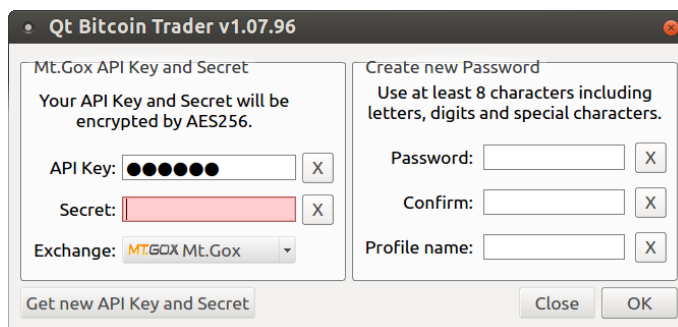 Qt Bitcoin Trader v1.07.96
Mt.Gox API Key and Secret
Your API Key and Secret will be
encrypted by AES256.
API Key: ●●●●●● X
Secret: X
Exchange: MT.GOX Mt.Gox
Get new API Key and Secret
Create new Password
Use at least 8 characters including
letters, digits and special characters.
Password: X
Confirm: X
Profile name: X
Close OK